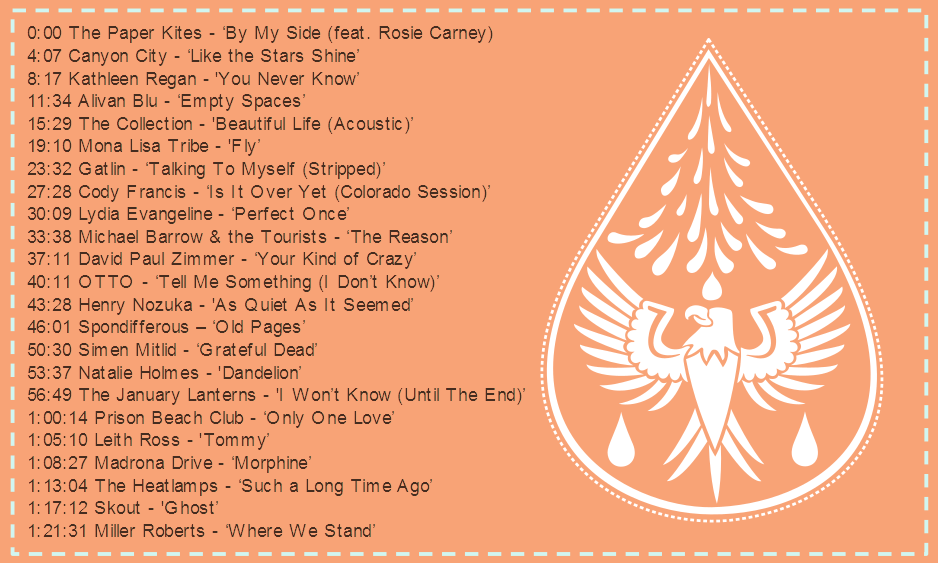 0:00 The Paper Kites - ‘By My Side (feat. Rosie Carney)
4:07 Canyon City - ‘Like the Stars Shine’
8:17 Kathleen Regan - 'You Never Know’
11:34 Alivan Blu - ‘Empty Spaces’
15:29 The Collection - 'Beautiful Life (Acoustic)’
19:10 Mona Lisa Tribe - 'Fly’
23:32 Gatlin - ‘Talking To Myself (Stripped)’
27:28 Cody Francis - ‘Is It Over Yet (Colorado Session)’
30:09 Lydia Evangeline - ‘Perfect Once’
33:38 Michael Barrow & the Tourists - ‘The Reason’
37:11 David Paul Zimmer - ‘Your Kind of Crazy’
40:11 OTTO - ‘Tell Me Something (I Don’t Know)’
43:28 Henry Nozuka - 'As Quiet As It Seemed’
46:01 Spondifferous – ‘Old Pages’
50:30 Simen Mitlid - ‘Grateful Dead’
53:37 Natalie Holmes - 'Dandelion’
56:49 The January Lanterns - 'I Won’t Know (Until The End)’
1:00:14 Prison Beach Club - ‘Only One Love’
1:05:10 Leith Ross - 'Tommy’
1:08:27 Madrona Drive - ‘Morphine’
1:13:04 The Heatlamps - ‘Such a Long Time Ago’
1:17:12 Skout - 'Ghost’
1:21:31 Miller Roberts - ‘Where We Stand’